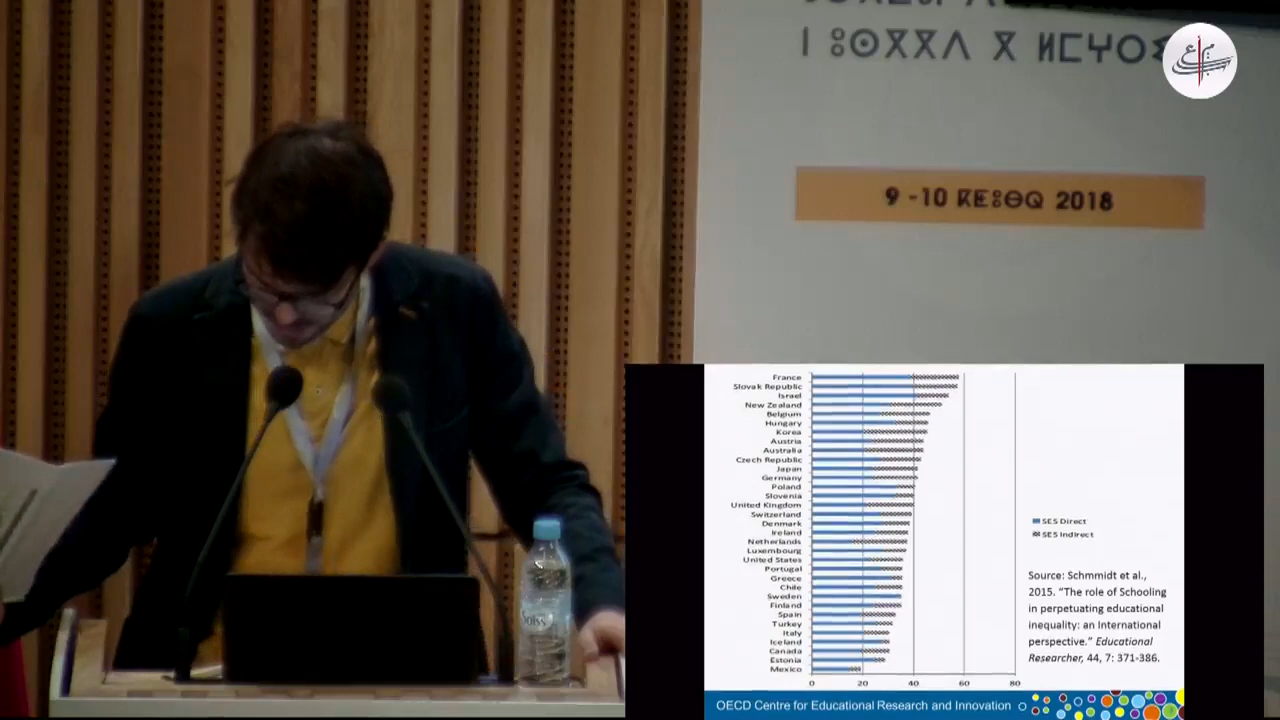 ⵏ ⵓⵙⴳⴳⴷ ⴳ ⵍⵎⵖⵔⵉⴱ
9 -10 ⴽⵟⵓⴱⵕ 2018
France
Slovak Republic
Israel
New Zealand
Belgium
Hungary
Korea
Austria
Australia
Czech Republic
Japan
Germany
Poland
Slovenia
United Kingdom
Switzerland
Denmark
Ireland
Netherlands
Luxembourg
United States
Portugal
Greece
Chile
Sweden
Finland
Spain
Turkey
Italy
Iceland
Canada
Estonia
Mexico
0 20 40 60 80
SES Direct
SES Indirect
Source: Schmmidt et al.,
2015. “The role of Schooling
in perpetuating educational
inequality: an International
perspective.” Educational
Researcher, 44, 7: 371-386.
OECD Centre for Educational Research and Innovation